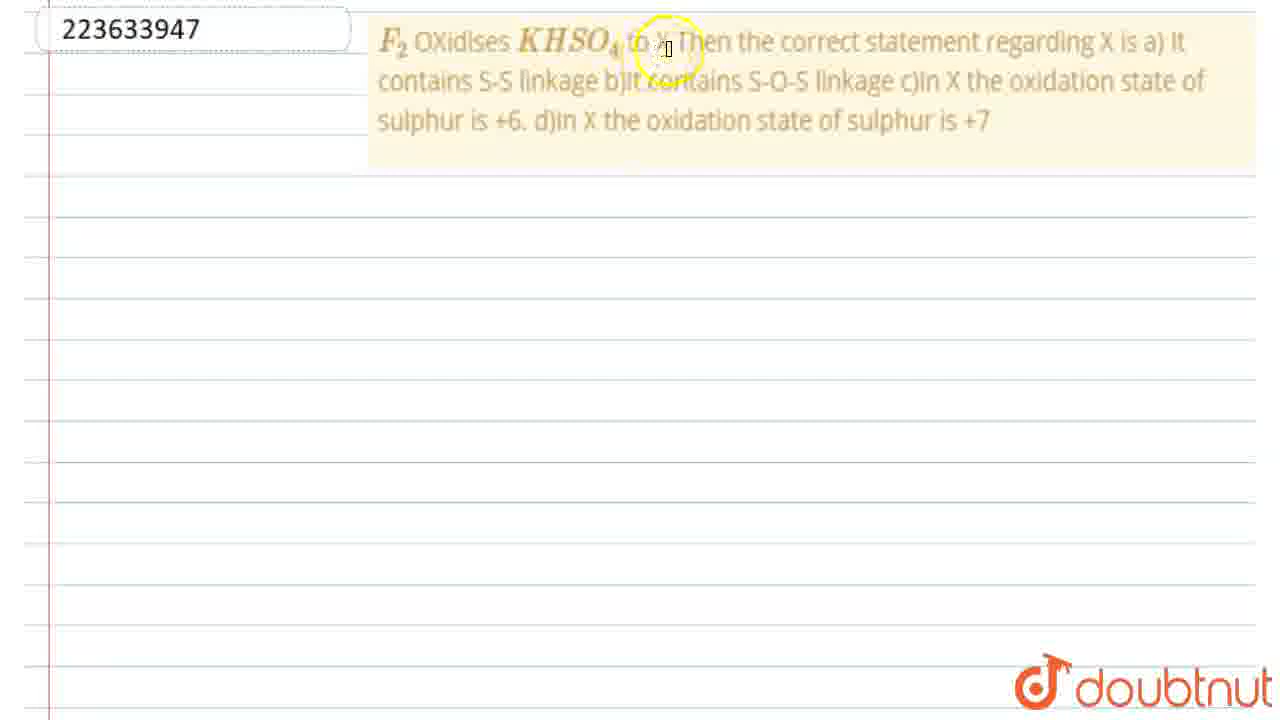 223633947
F₂ OXidises KHSO₄ to X Then the correct statement regarding X is a) It
contains S-S linkage b)It contains S-O-S linkage c)in X the oxidation state of
sulphur is +6. d)in X the oxidation state of sulphur is +7
doubtnut